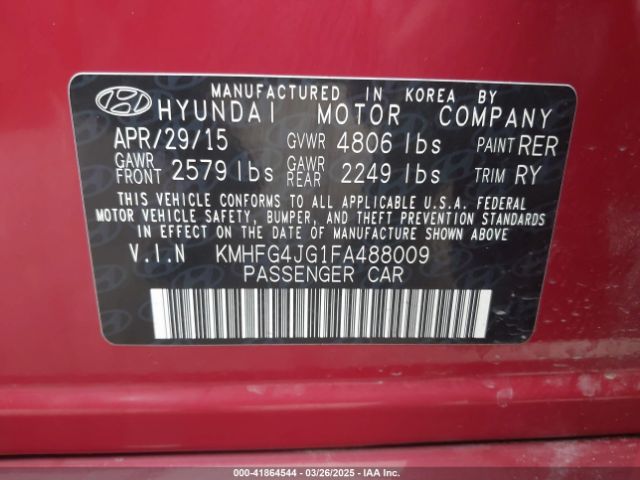 MANUFACTURED IN KOREA BY
HYUNDAI MOTOR COMPANY
APR/29/15 GVWR 4806 lbs PAINT RER
GAWR FRONT 2579 lbs GAWR REAR 2249 lbs TRIM RY
THIS VEHICLE CONFORMS TO ALL APPLICABLE U.S.A. FEDERAL
MOTOR VEHICLE SAFETY, BUMPER, AND THEFT PREVENTION STANDARDS
IN EFFECT ON THE DATE OF MANUFACTURE SHOWN ABOVE.
V.I.N KMHFG4JG1FA488009
PASSENGER CAR
000-41864544 - 03/26/2025 - IAA Inc.